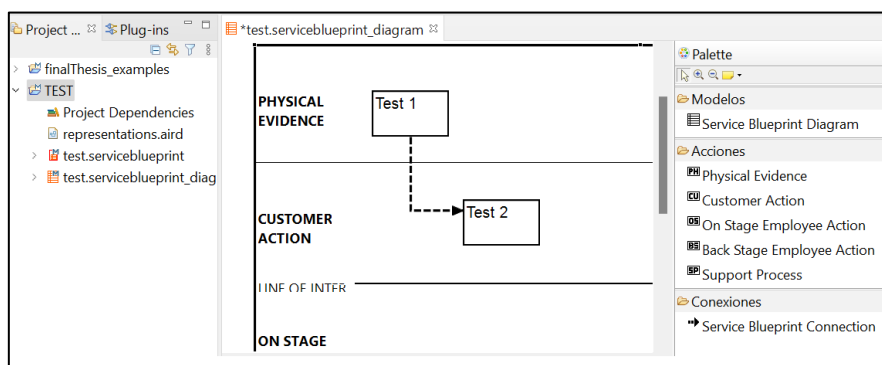 Project ...
Plug-ins
*test.serviceblueprint_diagram
finalThesis_examples
TEST
Project Dependencies
representations.aird
test.serviceblueprint
test.serviceblueprint_diag
PHYSICAL
EVIDENCE
Test 1
CUSTOMER
ACTION
Test 2
LINE OF INTER
ON STAGE
Palette
Modelos
Service Blueprint Diagram
Acciones
PH Physical Evidence
CU Customer Action
OS On Stage Employee Action
BS Back Stage Employee Action
SP Support Process
Conexiones
Service Blueprint Connection